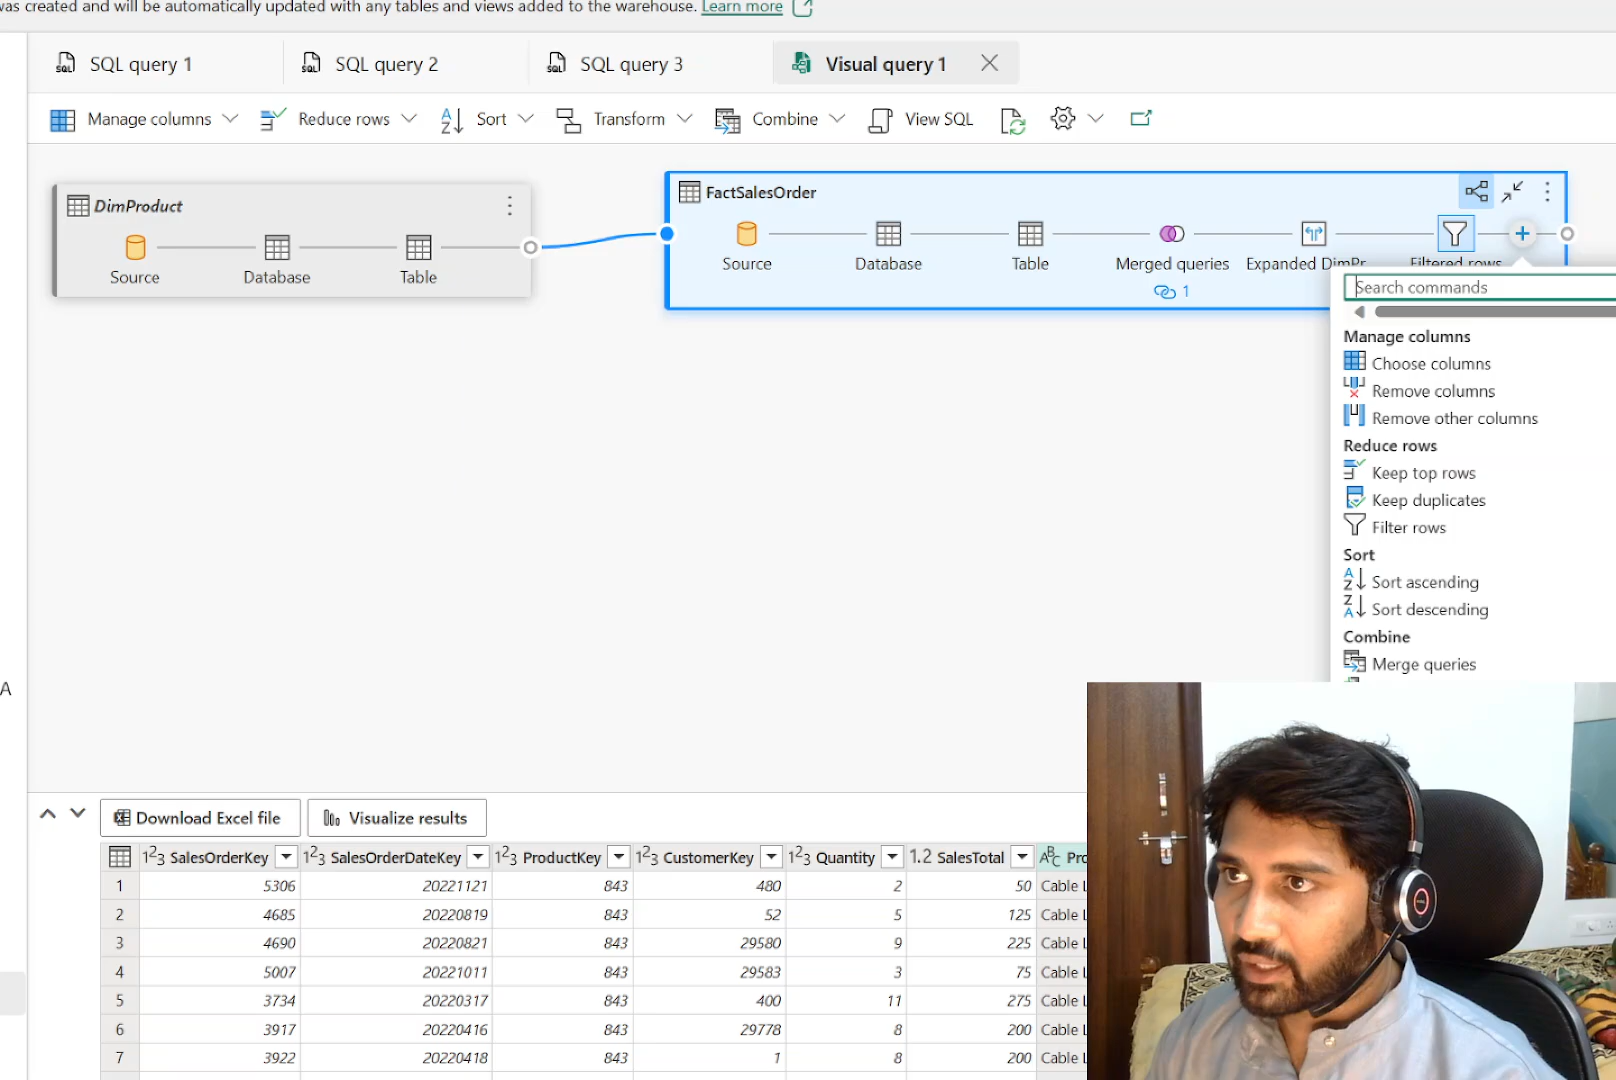 was created and will be automatically updated with any tables and views added to the warehouse. Learn more
SQL query 1
SQL query 2
SQL query 3
Visual query 1
Manage columns
Reduce rows
Sort
Transform
Combine
View SQL
DimProduct
Source
Database
Table
FactSalesOrder
Source
Database
Table
Merged queries
Expanded DimPr
Filtered rows
1
Search commands
Manage columns
Choose columns
Remove columns
Remove other columns
Reduce rows
Keep top rows
Keep duplicates
Filter rows
Sort
Sort ascending
Sort descending
Combine
Merge queries
A
Download Excel file
Visualize results
SalesOrderKey SalesOrderDateKey ProductKey CustomerKey Quantity 1.2 SalesTotal Pro
1 5306 20221121 843 480 2 50 Cable L
2 4685 20220819 843 52 5 125 Cable L
3 4690 20220821 843 29580 9 225 Cable L
4 5007 20221011 843 29583 3 75 Cable L
5 3734 20220317 843 400 11 275 Cable L
6 3917 20220416 843 29778 8 200 Cable L
7 3922 20220418 843 1 8 200 Cable L